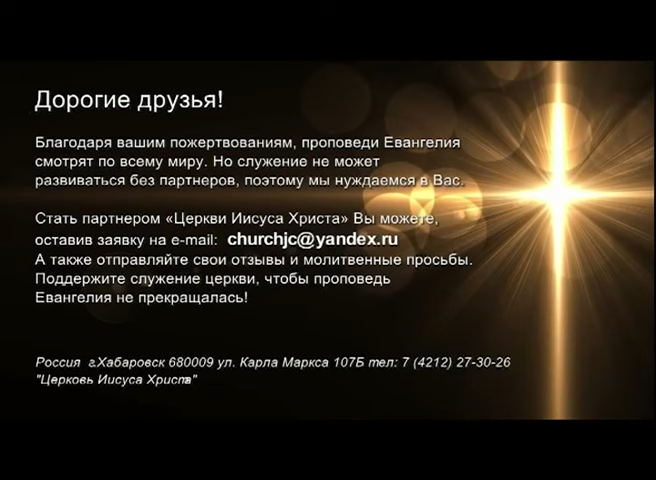 Дорогие друзья!
Благодаря вашим пожертвованиям, проповеди Евангелия
смотрят по всему миру. Но служение не может
развиваться без партнеров, поэтому мы нуждаемся в Вас.
Стать партнером «Церкви Иисуса Христа» Вы можете,
оставив заявку на e-mail: churchjc@yandex.ru
А также отправляйте свои отзывы и молитвенные просьбы.
Поддержите служение церкви, чтобы проповедь
Евангелия не прекращалась!
Россия г.Хабаровск 680009 ул. Карла Маркса 107Б тел: 7 (4212) 27-30-26
"Церковь Иисуса Христа"